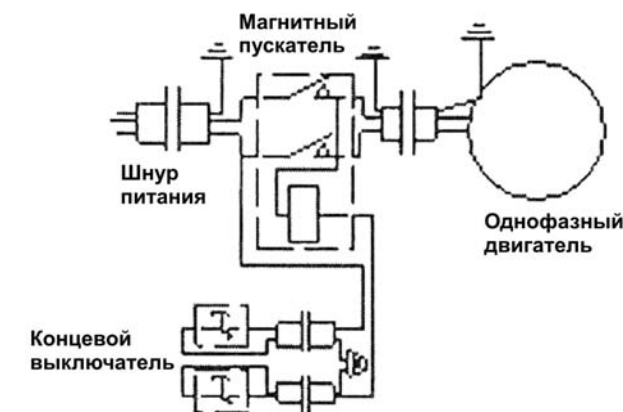 Магнитный
пускатель
Шнур
питания
Однофазный
двигатель
Концевой
выключатель